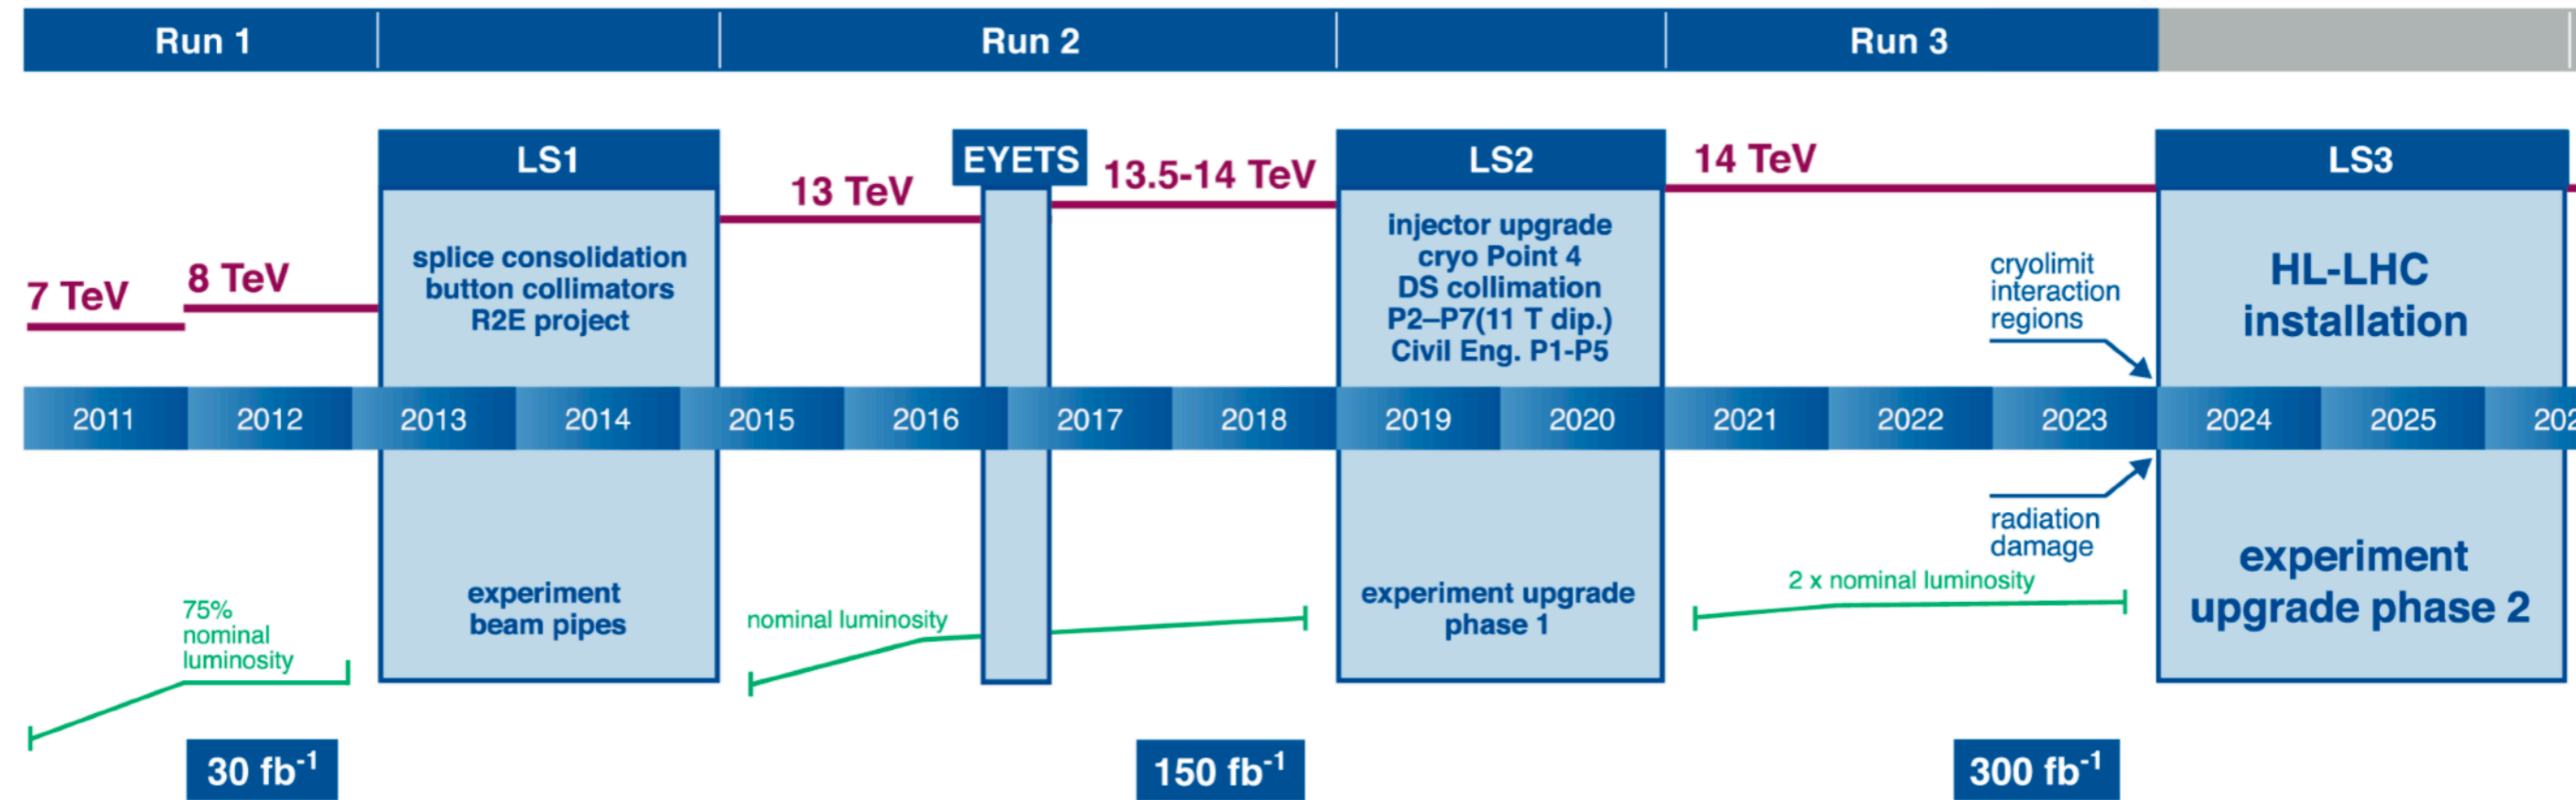 Run 1
Run 2
Run 3
LS1
EYETS
LS2
LS3
7 TeV
8 TeV
13 TeV
13.5-14 TeV
14 TeV
splice consolidation
button collimators
R2E project
injector upgrade
cryo Point 4
DS collimation
P2–P7(11 T dip.)
Civil Eng. P1-P5
cryolimit
interaction
regions
HL-LHC
installation
2011
2012
2013
2014
2015
2016
2017
2018
2019
2020
2021
2022
2023
2024
2025
75%
nominal
luminosity
experiment
beam pipes
nominal luminosity
experiment upgrade
phase 1
2 x nominal luminosity
radiation
damage
experiment
upgrade phase 2
30 fb⁻¹
150 fb⁻¹
300 fb⁻¹